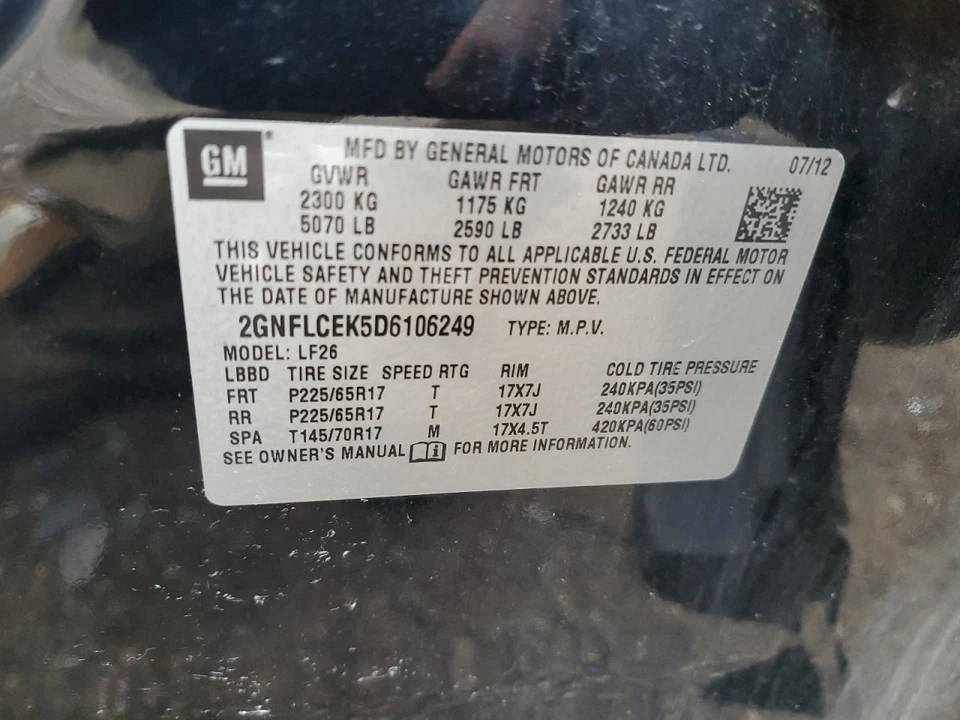 GM MFD BY GENERAL MOTORS OF CANADA LTD. 07/12
GVWR GAWR FRT GAWR RR
2300 KG 1175 KG 1240 KG
5070 LB 2590 LB 2733 LB
THIS VEHICLE CONFORMS TO ALL APPLICABLE U.S. FEDERAL MOTOR
VEHICLE SAFETY AND THEFT PREVENTION STANDARDS IN EFFECT ON
THE DATE OF MANUFACTURE SHOWN ABOVE.
2GNFLCEK5D6106249 TYPE: M.P.V.
MODEL: LF26
LBBD TIRE SIZE SPEED RTG RIM COLD TIRE PRESSURE
FRT P225/65R17 T 17X7J 240KPA(35PSI)
RR P225/65R17 T 17X7J 240KPA(35PSI)
SPA T145/70R17 M 17X4.5T 420KPA(60PSI)
SEE OWNER'S MANUAL FOR MORE INFORMATION.